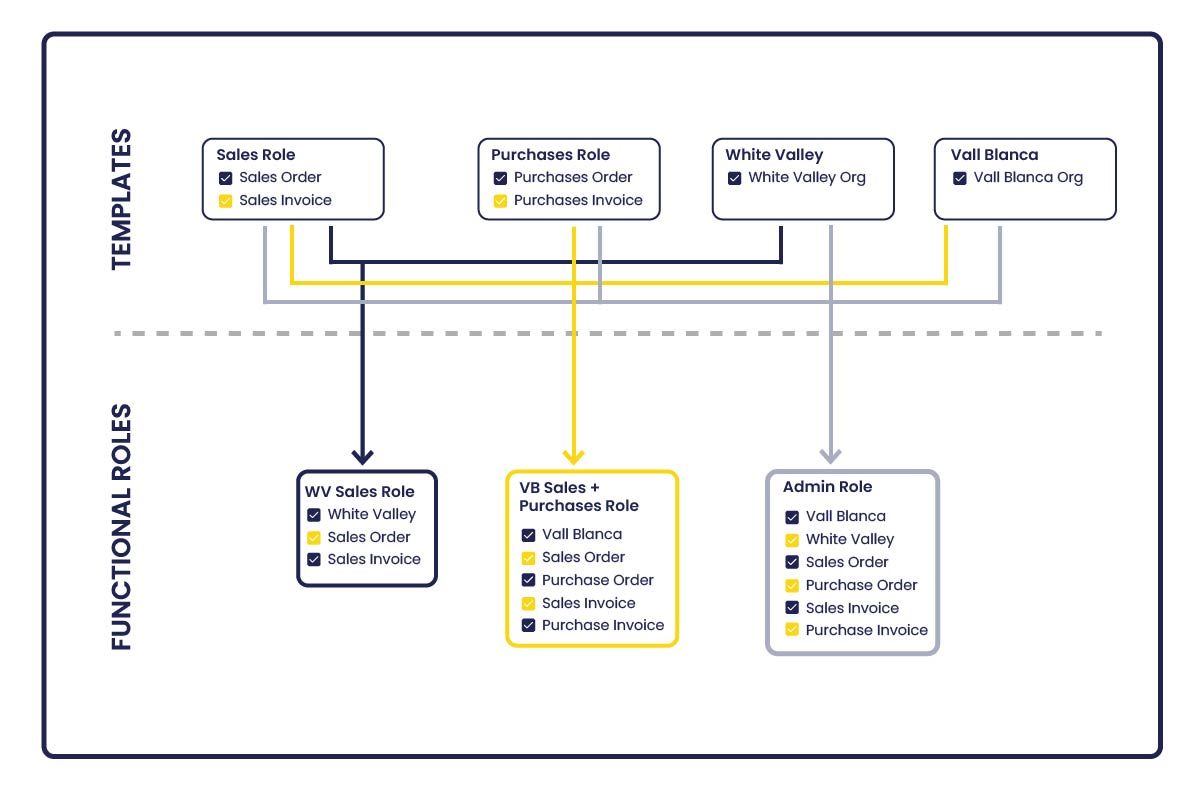 TEMPLATES
Sales Role
Sales Order
Sales Invoice
Purchases Role
Purchases Order
Purchases Invoice
White Valley
White Valley Org
Vall Blanca
Vall Blanca Org
FUNCTIONAL ROLES
WV Sales Role
White Valley
Sales Order
Sales Invoice
VB Sales +
Purchases Role
Vall Blanca
Sales Order
Purchase Order
Sales Invoice
Purchase Invoice
Admin Role
Vall Blanca
White Valley
Sales Order
Purchase Order
Sales Invoice
Purchase Invoice